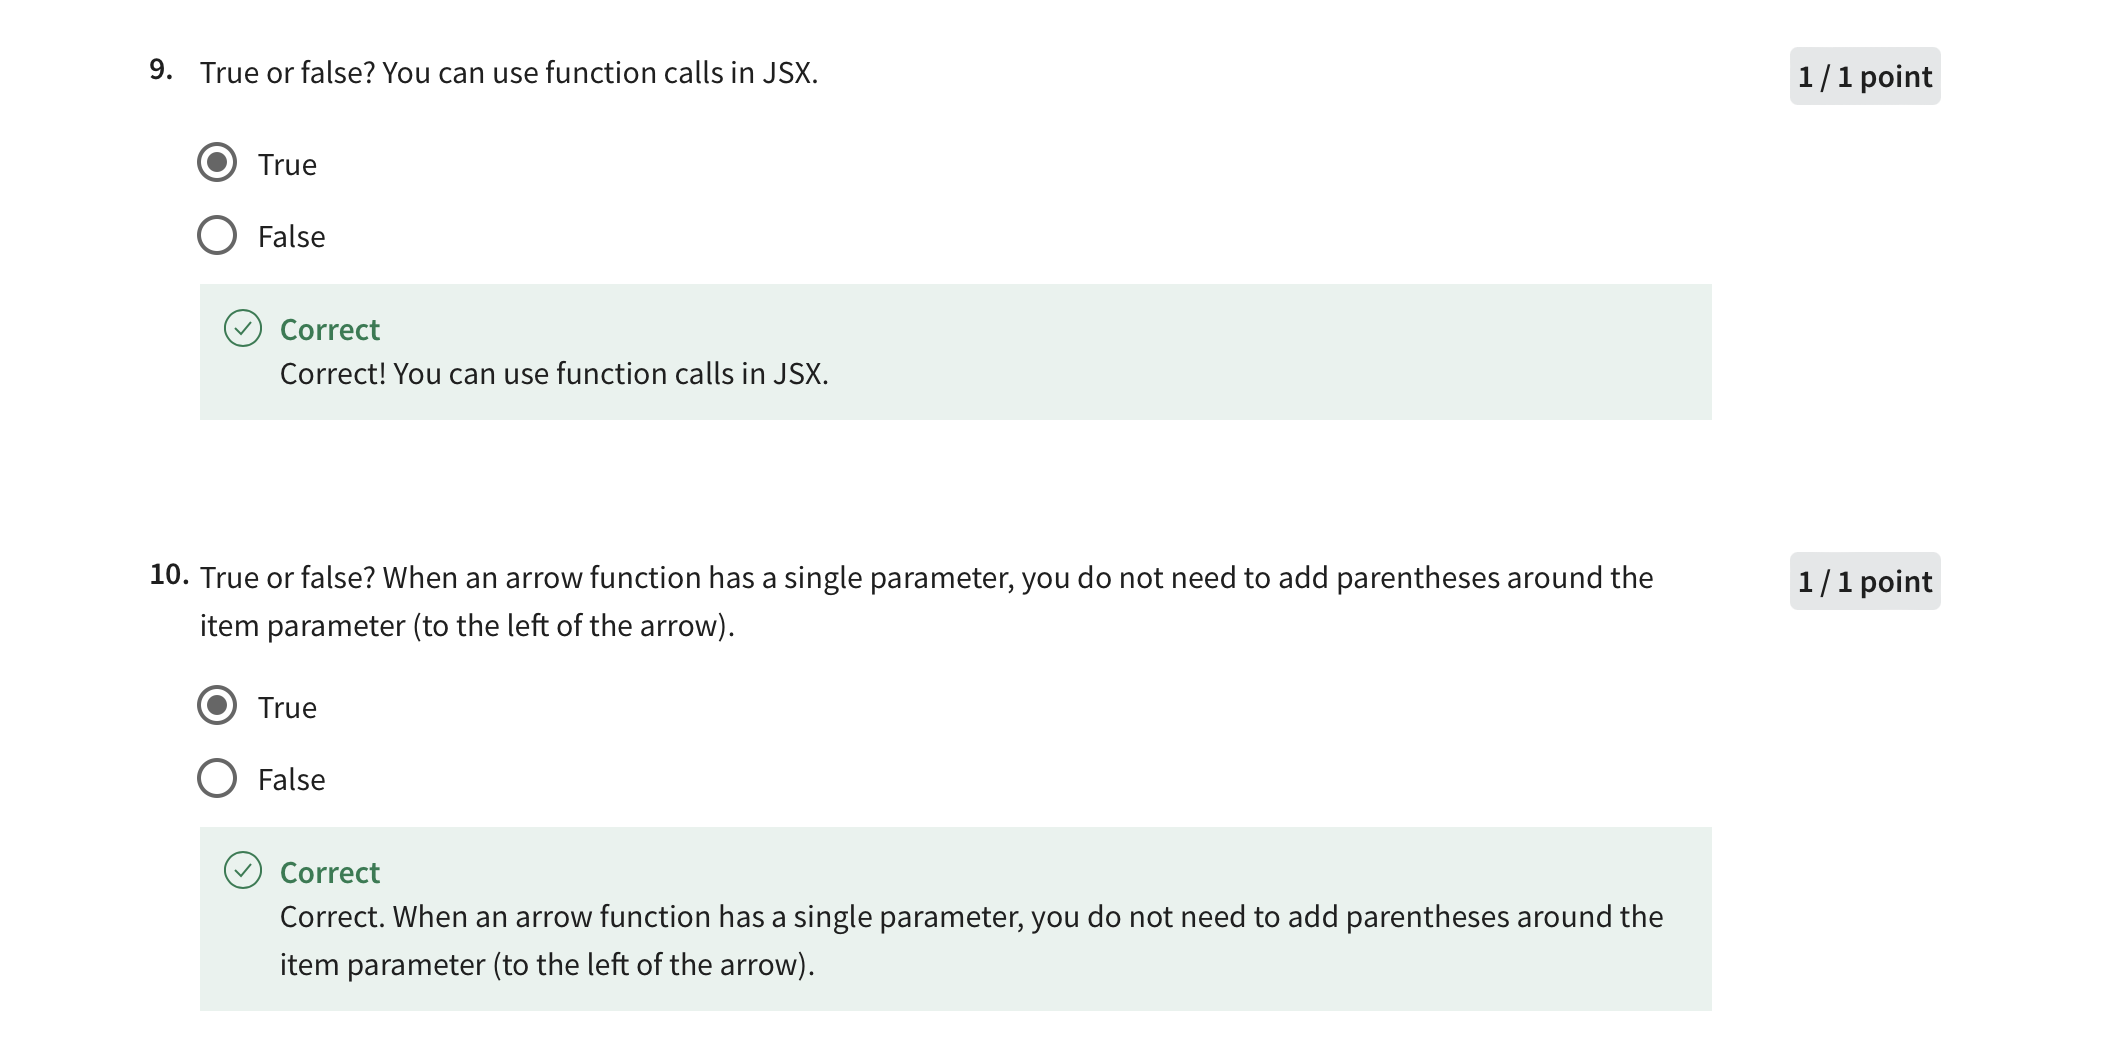 9. True or false? You can use function calls in JSX.
1 / 1 point
True
False
Correct
Correct! You can use function calls in JSX.
10. True or false? When an arrow function has a single parameter, you do not need to add parentheses around the
item parameter (to the left of the arrow).
1 / 1 point
True
False
Correct
Correct. When an arrow function has a single parameter, you do not need to add parentheses around the
item parameter (to the left of the arrow).